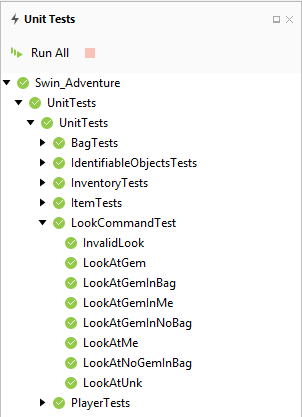 Unit Tests
Run All
Swin_Adventure
UnitTests
UnitTests
BagTests
IdentifiableObjectsTests
InventoryTests
ItemTests
LookCommandTest
InvalidLook
LookAtGem
LookAtGemInBag
LookAtGemInMe
LookAtGemInNoBag
LookAtMe
LookAtNoGemInBag
LookAtUnk
PlayerTests